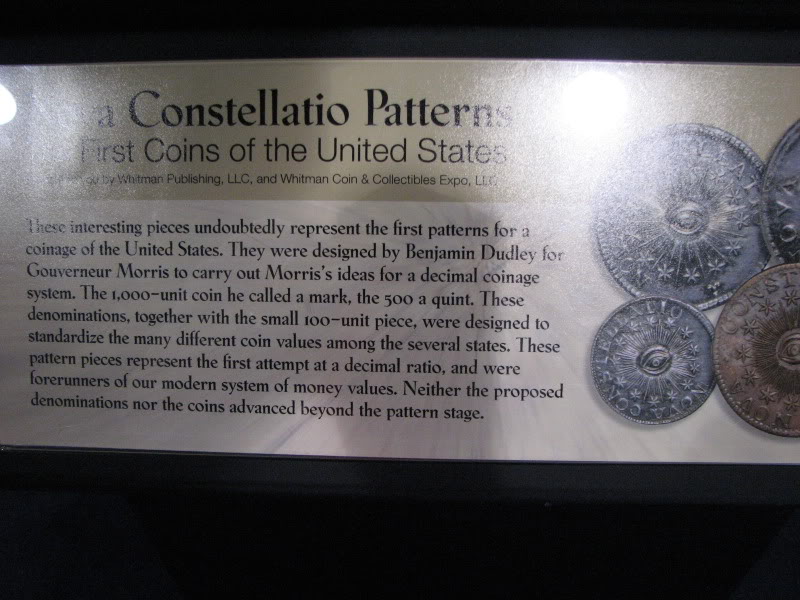 a Constellatio Patterns
First Coins of the United States
by Whitman Publishing, LLC, and Whitman Coin & Collectibles Expo, LLC
These interesting pieces undoubtedly represent the first patterns for a
coinage of the United States. They were designed by Benjamin Dudley for
Gouverneur Morris to carry out Morris's ideas for a decimal coinage
system. The 1,000-unit coin he called a mark, the 500 a quint. These
denominations, together with the small 100-unit piece, were designed to
standardize the many different coin values among the several states. These
pattern pieces represent the first attempt at a decimal ratio, and were
forerunners of our modern system of money values. Neither the proposed
denominations nor the coins advanced beyond the pattern stage.